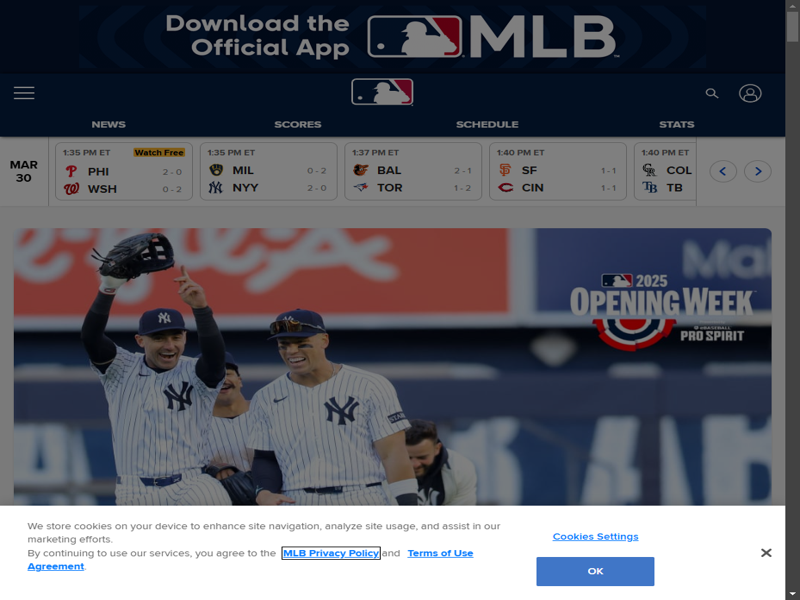 Download the
Official App
MLB
NEWS
SCORES
SCHEDULE
STATS
MAR
30
1:35 PM ET
Watch Free
PHI 2 - 0
WSH 0 - 2
1:35 PM ET
MIL 0 - 2
NYY 2 - 0
1:37 PM ET
BAL 2 - 1
TOR 1 - 2
1:40 PM ET
SF 1 - 1
CIN 1 - 1
1:40 PM ET
COL
TB
2025
OPENING WEEK
PRO SPIRIT
We store cookies on your device to enhance site navigation, analyze site usage, and assist in our
marketing efforts.
By continuing to use our services, you agree to the MLB Privacy Policy and Terms of Use
Agreement.
Cookies Settings
OK